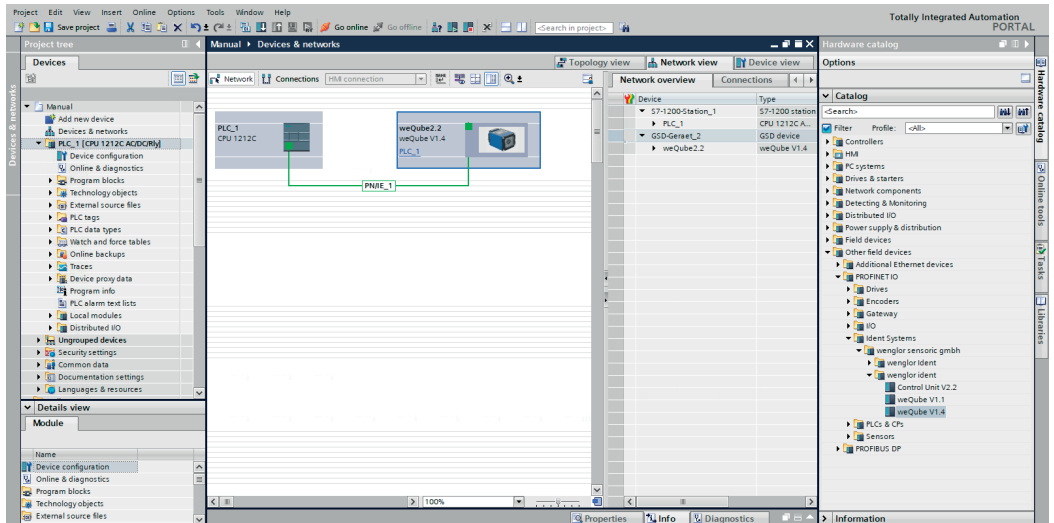 Project Edit View Insert Online Options Tools Window Help
Totally Integrated Automation
PORTAL
Save project
Go online
Go offline
<Search in project>
Project tree
Manual
Devices & networks
Hardware catalog
Devices
Topology view
Network view
Device view
Options
Network
Connections
HMI connection
Network overview
Connections
Devices & networks
Manual
Add new device
Devices & networks
PLC_1 [CPU 1212C AC/DC/Rly]
Device configuration
Online & diagnostics
Program blocks
Technology objects
External source files
PLC tags
PLC data types
Watch and force tables
Online backups
Traces
Device proxy data
Program info
PLC alarm text lists
Local modules
Distributed I/O
Ungrouped devices
Security settings
Common data
Documentation settings
Languages & resources
Details view
Module
Name
Device configuration
Online & diagnostics
Program blocks
Technology objects
External source files
PLC_1
CPU 1212C
weQube2.2
weQube V1.4
PLC_1
PN/IE_1
100%
Device
Type
S7-1200-Station_1
S7-1200 station
PLC_1
CPU 1212C A...
GSD-Geraet_2
GSD device
weQube2.2
weQube V1.4
Properties
Info
Diagnostics
Catalog
<Search>
Filter
Profile:
<All>
Controllers
HMI
PC systems
Drives & starters
Network components
Detecting & Monitoring
Distributed I/O
Power supply & distribution
Field devices
Other field devices
Additional Ethernet devices
PROFINET IO
Drives
Encoders
Gateway
I/O
Ident Systems
wenglor sensoric gmbh
wenglor Ident
wenglor ident
Control Unit V2.2
weQube V1.1
weQube V1.4
PLCs & CPs
Sensors
PROFIBUS DP
Information
Hardware catalog
Online tools
Tasks
Libraries